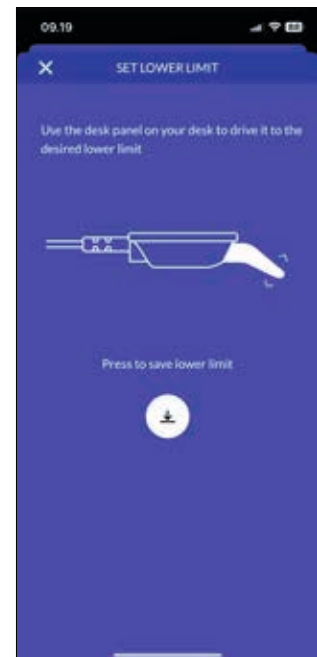 09.19
SET LOWER LIMIT
Use the desk panel on your desk to drive it to the
desired lower limit
Press to save lower limit